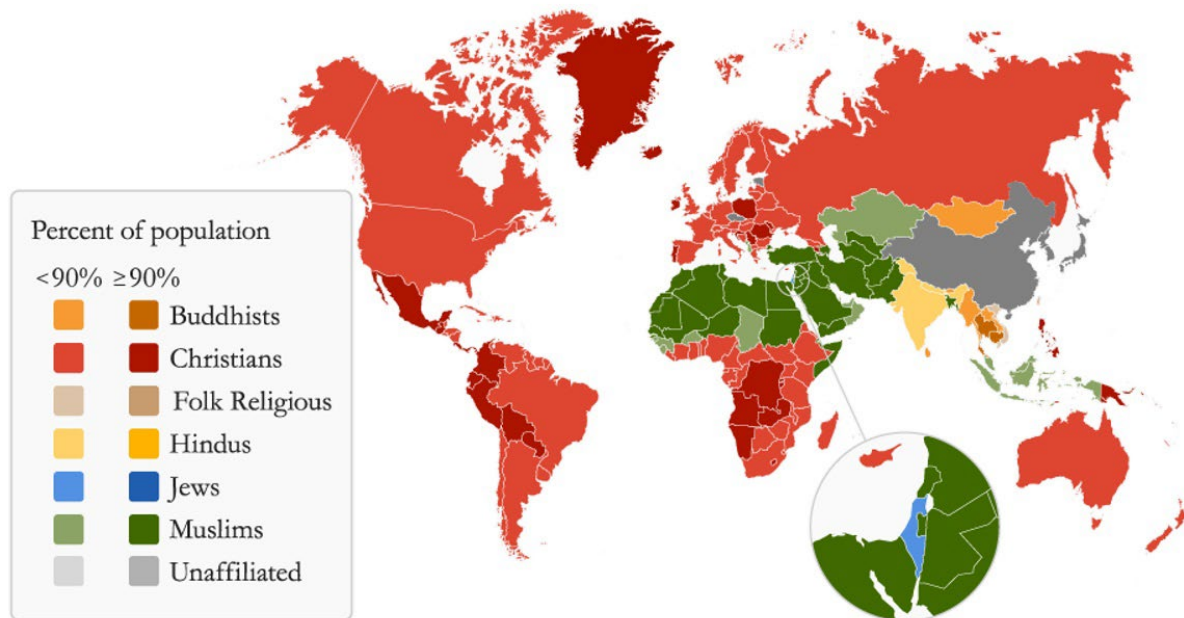 Percent of population
<90% ≥90%
Buddhists
Christians
Folk Religious
Hindus
Jews
Muslims
Unaffiliated